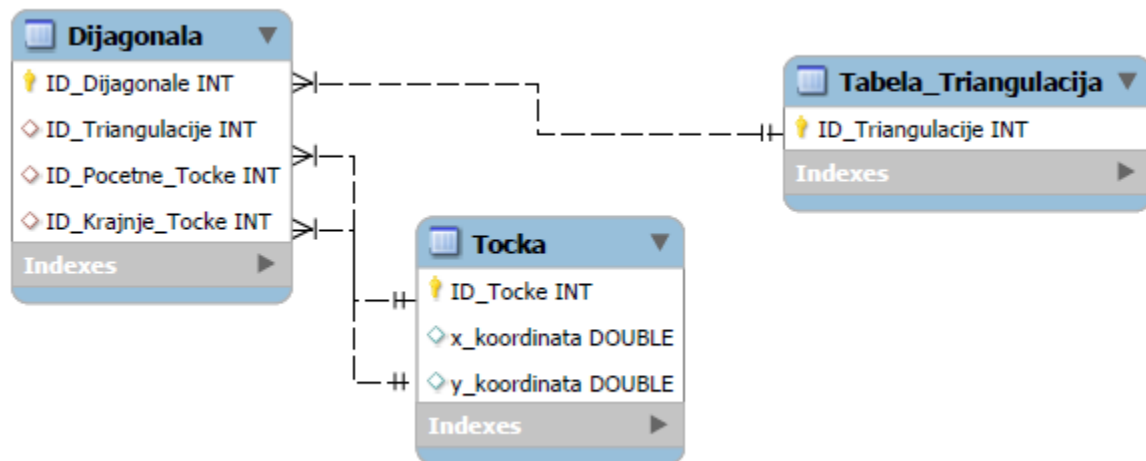 Dijagonala
ID_Dijagonale INT
ID_Triangulacije INT
ID_Pocetne_Tocke INT
ID_Krajnje_Tocke INT
Indexes
Tabela_Triangulacija
ID_Triangulacije INT
Indexes
Tocka
ID_Tocke INT
x_koordinata DOUBLE
y_koordinata DOUBLE
Indexes